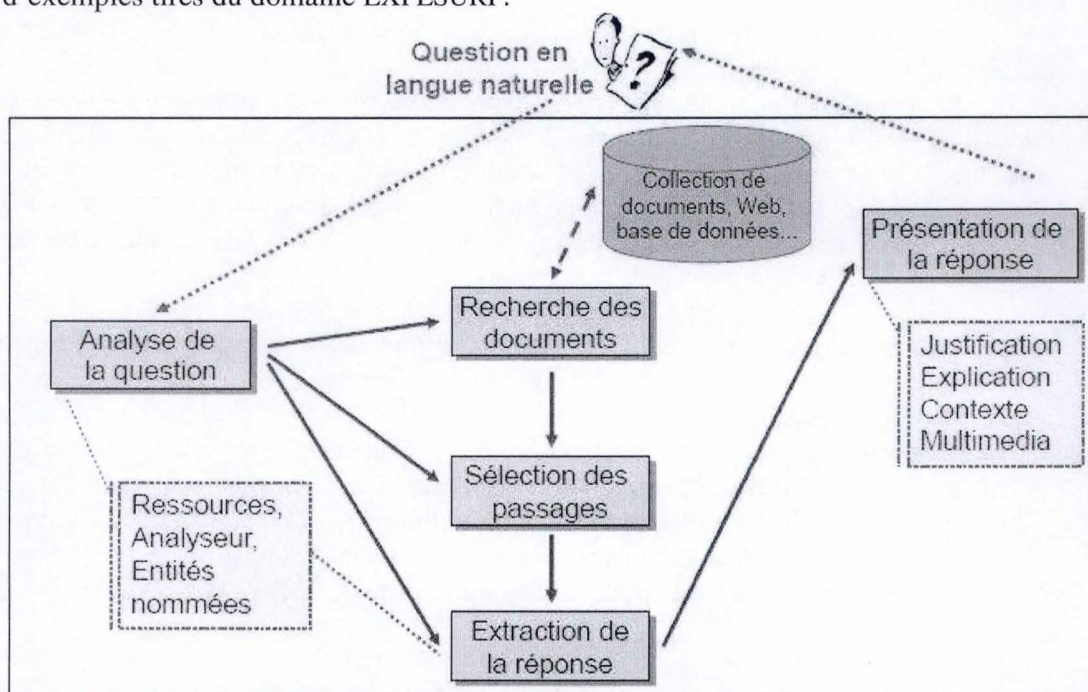 d'exemples tirés du domaine EXPLSURF.
Question en
langue naturelle
?
Collection de
documents, Web,
base de données...
Présentation de
la réponse
Recherche des
documents
Analyse de
la question
Justification
Explication
Contexte
Multimedia
Sélection des
passages
Ressources,
Analyseur,
Entités
nommées
Extraction de
la réponse